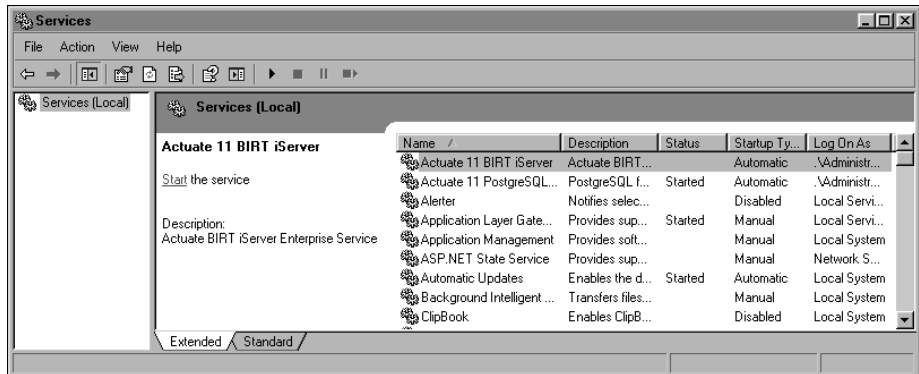 Services
File Action View Help
Services (Local)
Services (Local)
Actuate 11 BIRT iServer
Start the service
Description:
Actuate BIRT iServer Enterprise Service
Name Description Status Startup Ty... Log On As
Actuate 11 BIRT iServer Actuate BIRT... Automatic .\Administr...
Actuate 11 PostgreSQL... PostgreSQL f... Started Automatic .\Administr...
Alerter Notifies selec... Disabled Local Servi...
Application Layer Gate... Provides sup... Started Manual Local Servi...
Application Management Provides soft... Manual Local System
ASP.NET State Service Provides sup... Manual Network S...
Automatic Updates Enables the d... Started Automatic Local System
Background Intelligent ... Transfers files... Manual Local System
ClipBook Enables ClipB... Disabled Local System
Extended Standard